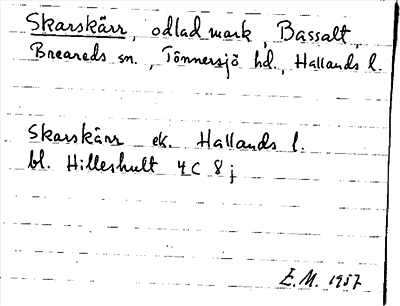 Skarskärr, odlad mark, Bassalt,
Breareds sn., Tönnersjö hd., Hallands l.
Skarskärr ek. Hallands l.
bl. Hilleshult 4C 8j
E.M. 1957